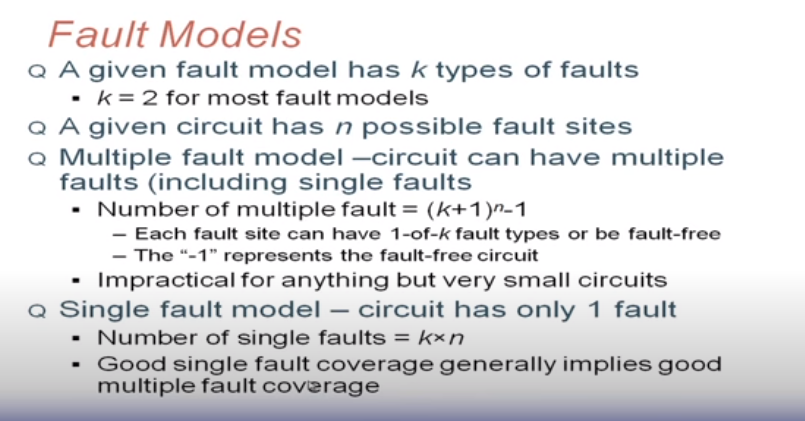 Fault Models
Q A given fault model has k types of faults
▪ k = 2 for most fault models
Q A given circuit has n possible fault sites
Q Multiple fault model –circuit can have multiple
faults (including single faults
▪ Number of multiple fault = (k+1)ⁿ-1
– Each fault site can have 1-of-k fault types or be fault-free
– The “-1” represents the fault-free circuit
▪ Impractical for anything but very small circuits
Q Single fault model – circuit has only 1 fault
▪ Number of single faults = k×n
▪ Good single fault coverage generally implies good
multiple fault coverage